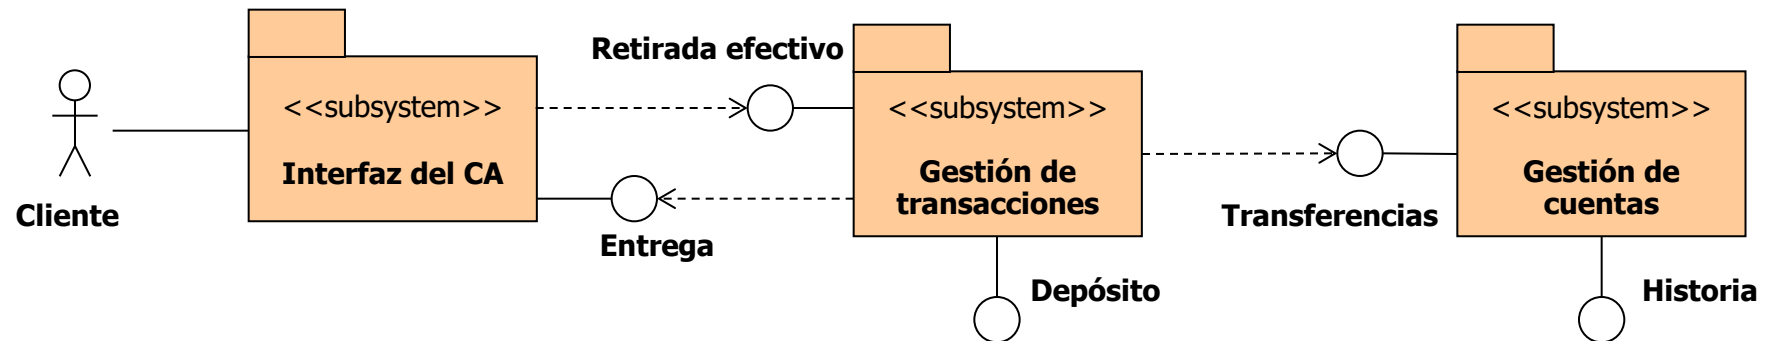 Cliente
<<subsystem>>
Interfaz del CA
Retirada efectivo
Entrega
<<subsystem>>
Gestión de
transacciones
Depósito
Transferencias
<<subsystem>>
Gestión de
cuentas
Historia